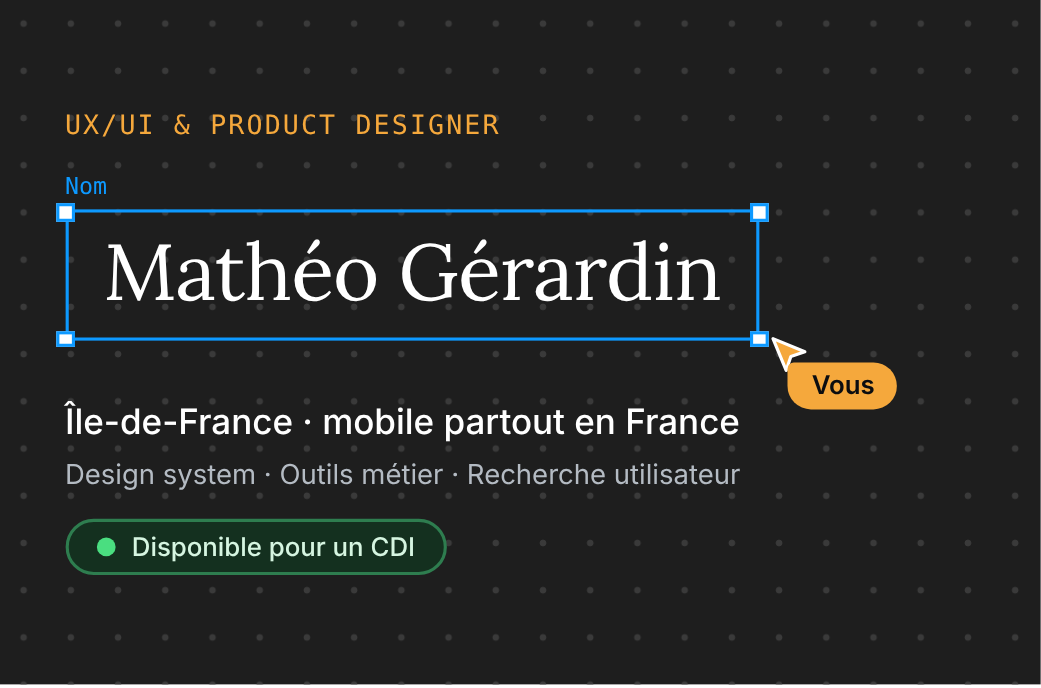 UX/UI & PRODUCT DESIGNER
Nom
Mathéo Gérardin
Vous
Île-de-France · mobile partout en France
Design system · Outils métier · Recherche utilisateur
Disponible pour un CDI